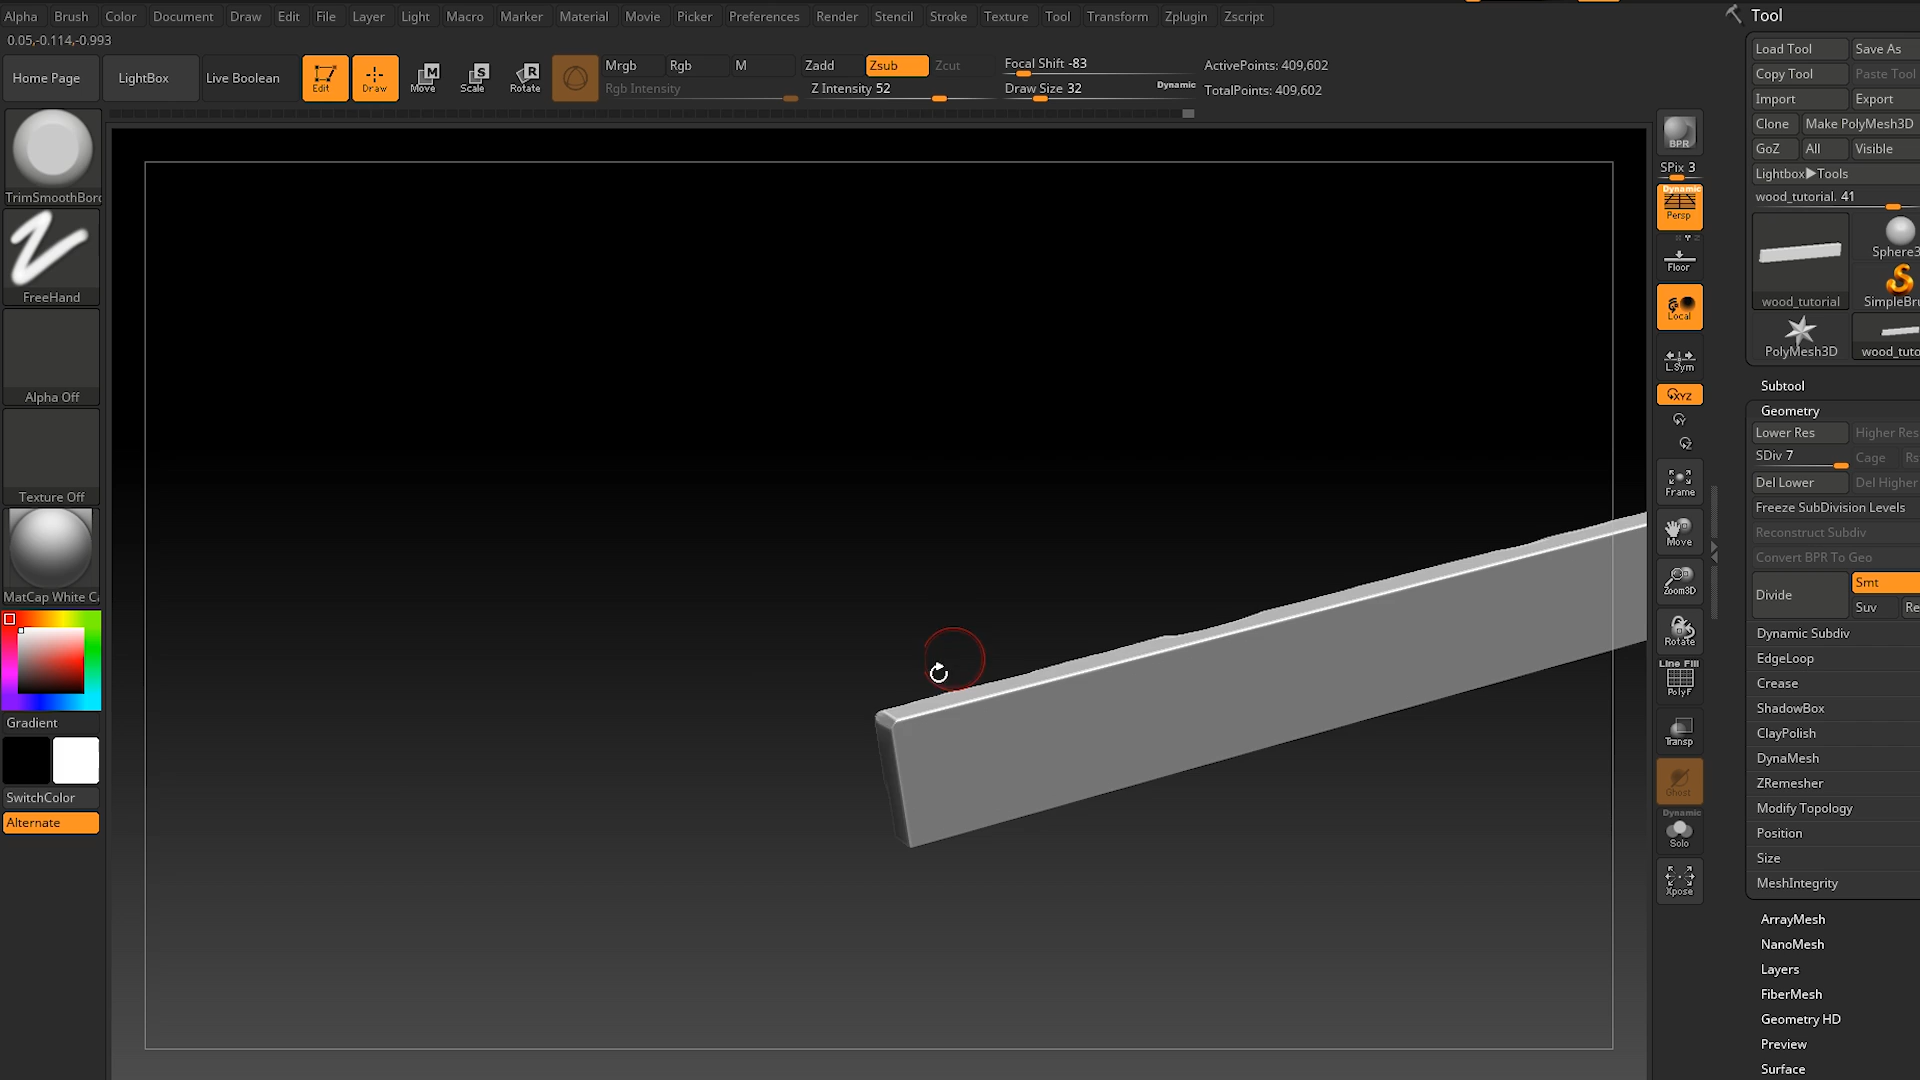 Alpha Brush Color Document Draw Edit File Layer Light Macro Marker Material Movie Picker Preferences Render Stencil Stroke Texture Tool Transform Zplugin Zscript
Tool
0.05,-0.114,-0.993
Home Page
LightBox
Live Boolean
Edit
Draw
M
Move
S
Scale
R
Rotate
Mrgb Rgb M
Rgb Intensity
Zadd Zsub Zcut
Z Intensity 52
Focal Shift -83
Draw Size 32
Dynamic
ActivePoints: 409,602
TotalPoints: 409,602
TrimSmoothBord
FreeHand
Alpha Off
Texture Off
MatCap White Ca
Gradient
SwitchColor
Alternate
BPR
SPix 3
Dynamic
Persp
Floor
Local
L.Sym
XYZ
Y
Z
Frame
Move
Zoom3D
Rotate
Line Fill
PolyF
Transp
Ghost
Dynamic
Solo
Xpose
Load Tool Save As
Copy Tool Paste Tool
Import Export
Clone Make PolyMesh3D
GoZ All Visible
Lightbox▶Tools
wood_tutorial. 41
wood_tutorial
Sphere3
SimpleBru
PolyMesh3D
wood_tuto
Subtool
Geometry
Lower Res Higher Res
SDiv 7 Cage Rs
Del Lower Del Higher
Freeze SubDivision Levels
Reconstruct Subdiv
Convert BPR To Geo
Divide
Smt
Suv Re
Dynamic Subdiv
EdgeLoop
Crease
ShadowBox
ClayPolish
DynaMesh
ZRemesher
Modify Topology
Position
Size
MeshIntegrity
ArrayMesh
NanoMesh
Layers
FiberMesh
Geometry HD
Preview
Surface